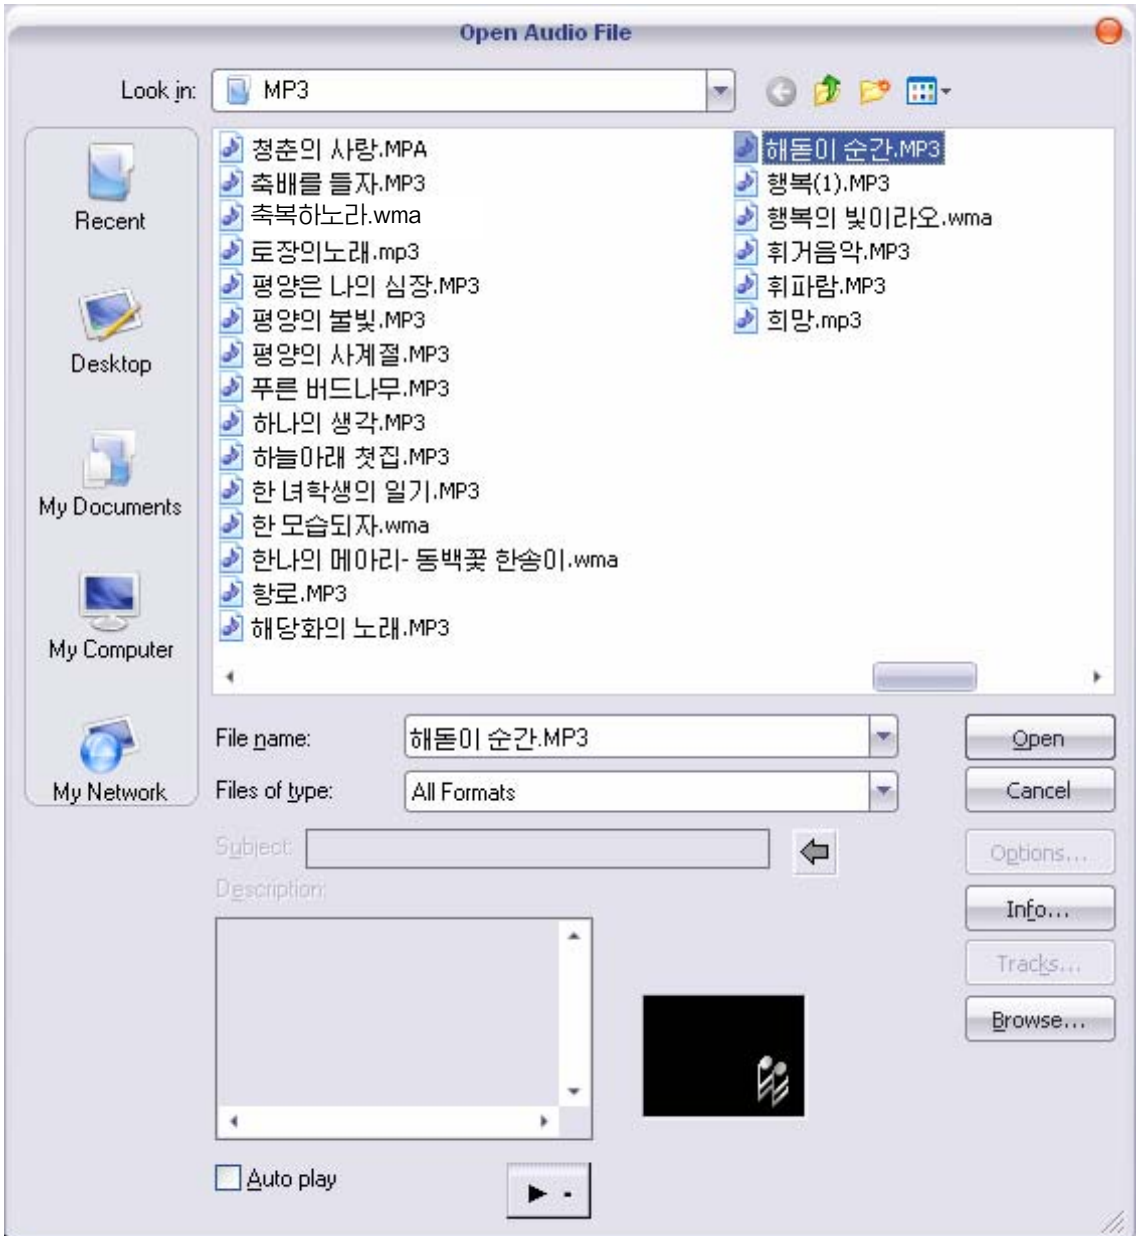 Open Audio File
Look in: MP3
Recent
Desktop
My Documents
My Computer
My Network
청춘의 사랑.MPA
축배를 들자.MP3
축복하노라.wma
토장의노래.mp3
평양은 나의 심장.MP3
평양의 불빛.MP3
평양의 사계절.MP3
푸른 버드나무.MP3
하나의 생각.MP3
하늘아래 첫집.MP3
한 녀학생의 일기.MP3
한 모습되자.wma
한나의 메아리- 동백꽃 한송이.wma
항로.MP3
해당화의 노래.MP3
해돋이 순간.MP3
행복(1).MP3
행복의 빛이라오.wma
휘거음악.MP3
휘파람.MP3
희망.mp3
File name: 해돋이 순간.MP3
Open
Files of type: All Formats
Cancel
Subject:
Options...
Description:
Info...
Tracks...
Browse...
Auto play